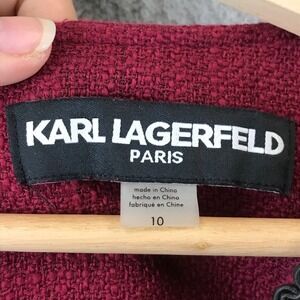 KARL LAGERFELD
PARIS
made in China
hecho en China
fabriqué en Chine
10